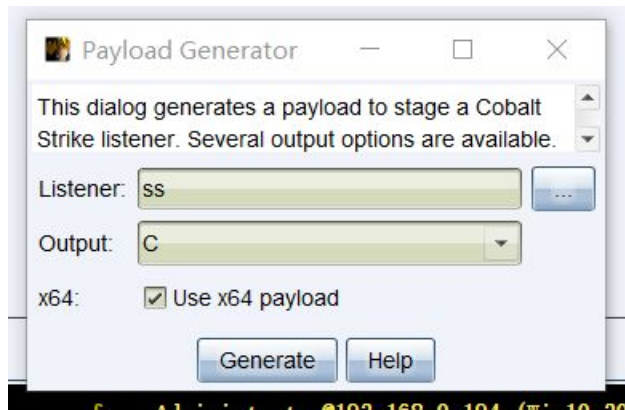 Payload Generator
This dialog generates a payload to stage a Cobalt
Strike listener. Several output options are available.
Listener: ss ...
Output: C
x64: Use x64 payload
Generate Help